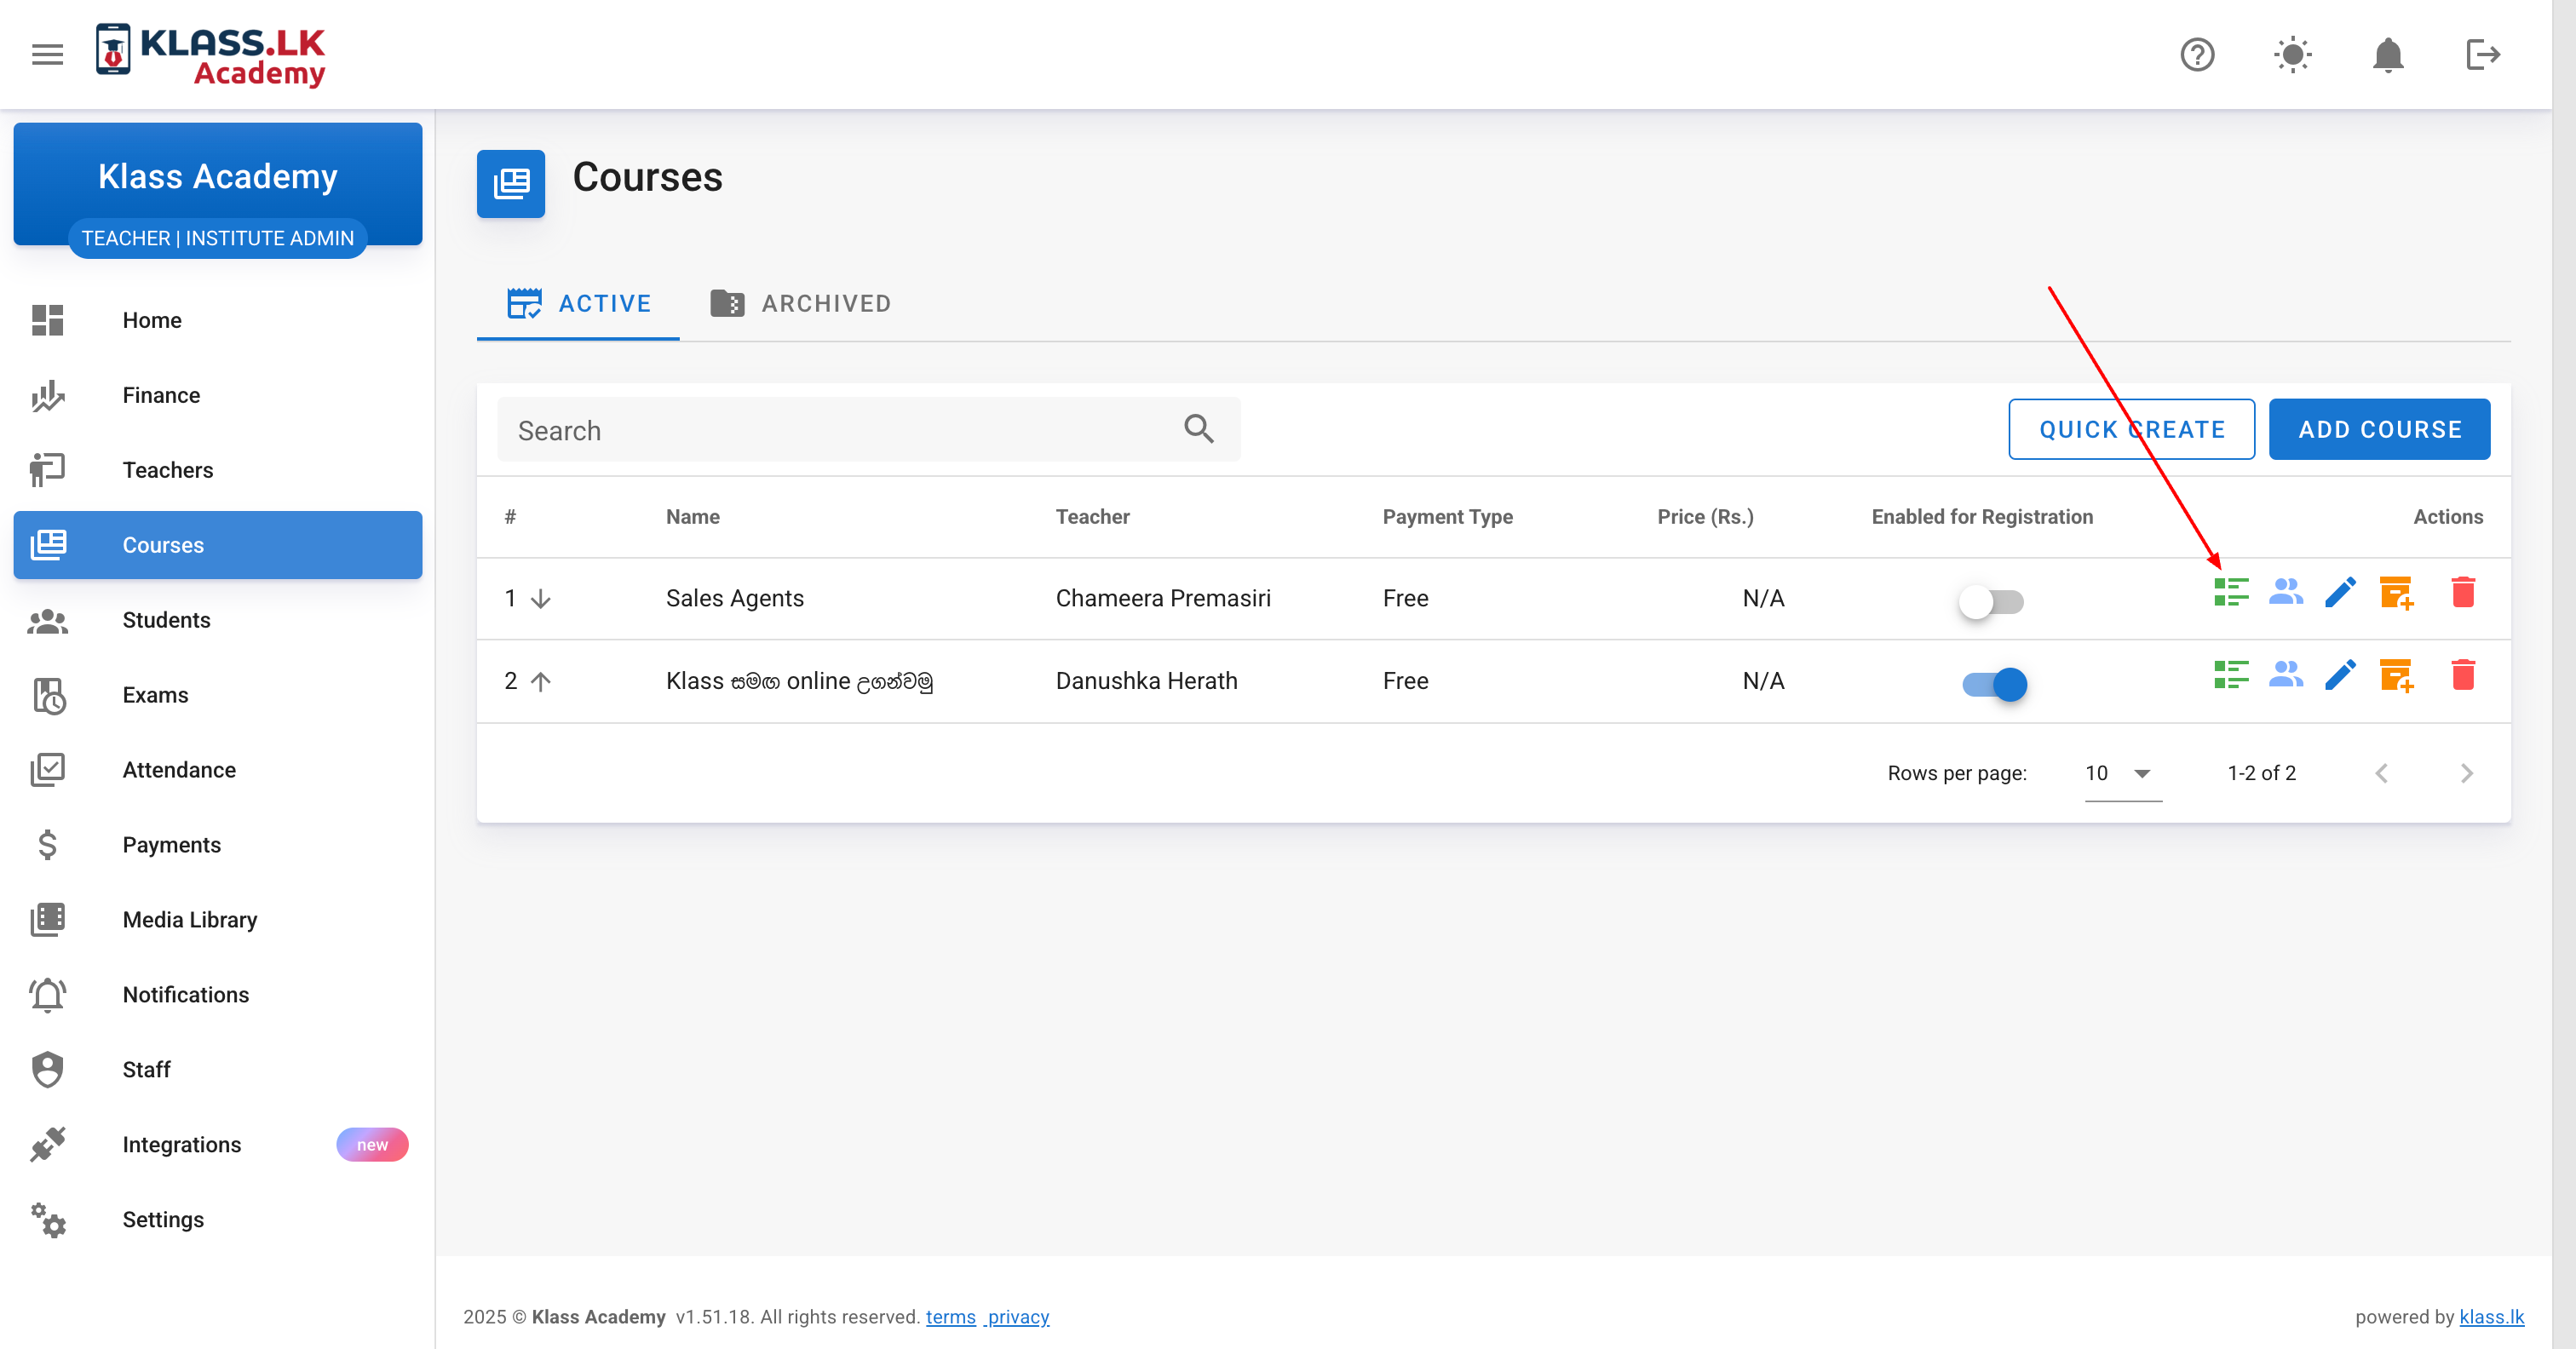 KLASS.LK
Academy
Klass Academy
TEACHER | INSTITUTE ADMIN
Home
Finance
Teachers
Courses
Students
Exams
Attendance
Payments
Media Library
Notifications
Staff
Integrations new
Settings
Courses
ACTIVE ARCHIVED
Search
QUICK CREATE ADD COURSE
# Name Teacher Payment Type Price (Rs.) Enabled for Registration Actions
1 Sales Agents Chameera Premasiri Free N/A
2 Klass සමඟ online උගන්වමු Danushka Herath Free N/A
Rows per page: 10 1-2 of 2
2025 © Klass Academy v1.51.18. All rights reserved. terms privacy
powered by klass.lk